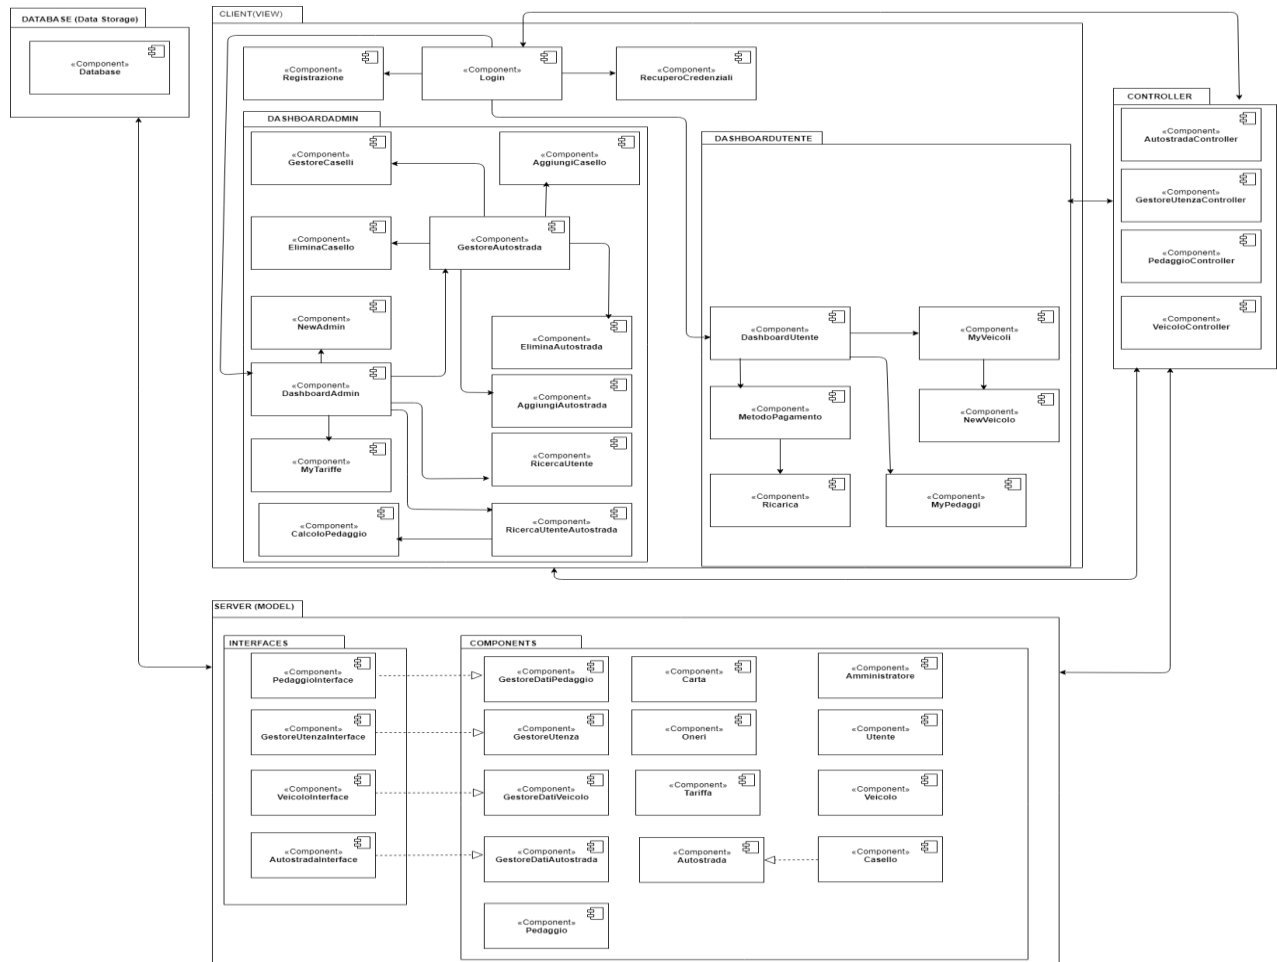 DATABASE (Data Storage)
«Component»
Database
CLIENT(VIEW)
«Component»
Registrazione
«Component»
Login
«Component»
RecuperoCredenziali
DASHBOARDADMIN
«Component»
GestoreCaselli
«Component»
AggiungiCasello
«Component»
EliminaCasello
«Component»
GestoreAutostrada
«Component»
NewAdmin
«Component»
EliminaAutostrada
«Component»
DashboardAdmin
«Component»
AggiungiAutostrada
«Component»
MyTariffe
«Component»
RicercaUtente
«Component»
CalcoloPedaggio
«Component»
RicercaUtenteAutostrada
DASHBOARDUTENTE
«Component»
DashboardUtente
«Component»
MyVeicoli
«Component»
MetodoPagamento
«Component»
NewVeicolo
«Component»
Ricarica
«Component»
MyPedaggi
CONTROLLER
«Component»
AutostradaController
«Component»
GestoreUtenzaController
«Component»
PedaggioController
«Component»
VeicoloController
SERVER (MODEL)
INTERFACES
«Component»
PedaggioInterface
«Component»
GestoreUtenzaInterface
«Component»
VeicoloInterface
«Component»
AutostradaInterface
COMPONENTS
«Component»
GestoreDatiPedaggio
«Component»
Carta
«Component»
Amministratore
«Component»
GestoreUtenza
«Component»
Oneri
«Component»
Utente
«Component»
GestoreDatiVeicolo
«Component»
Tariffa
«Component»
Veicolo
«Component»
GestoreDatiAutostrada
«Component»
Autostrada
«Component»
Casello
«Component»
Pedaggio